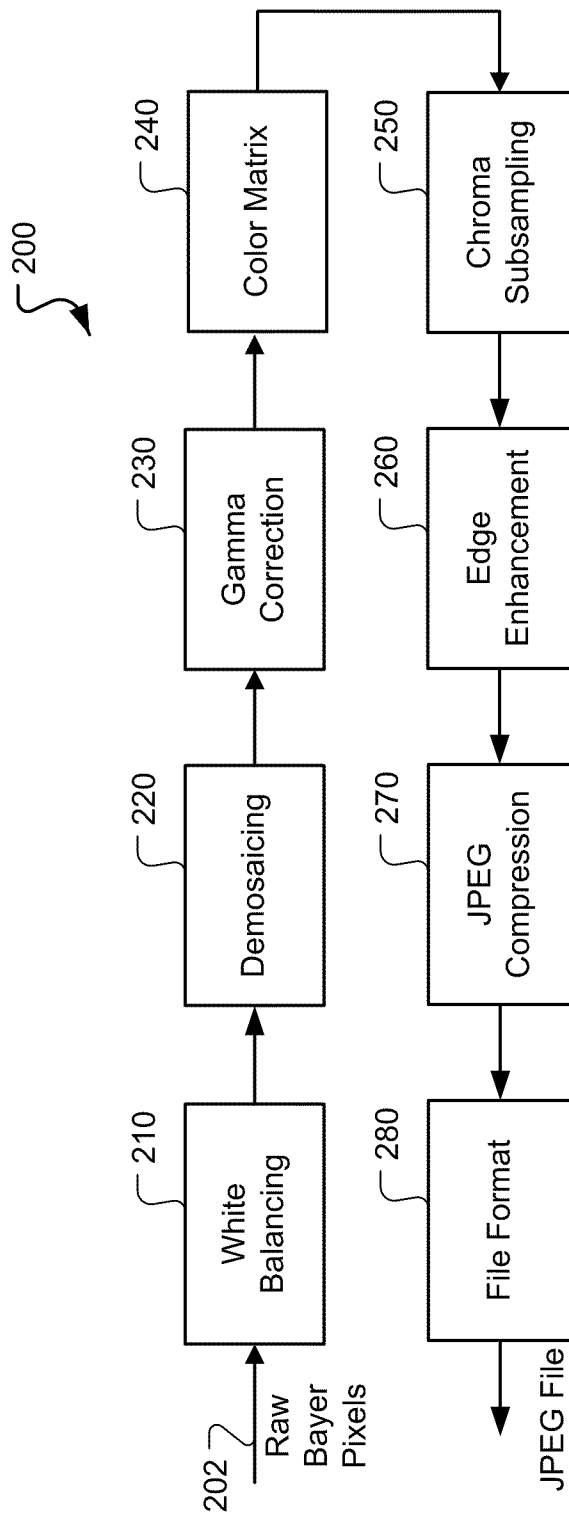 200
202
Raw
Bayer
Pixels
210
White
Balancing
220
Demosaicing
230
Gamma
Correction
240
Color Matrix
250
Chroma
Subsampling
260
Edge
Enhancement
270
JPEG
Compression
280
File Format
JPEG File